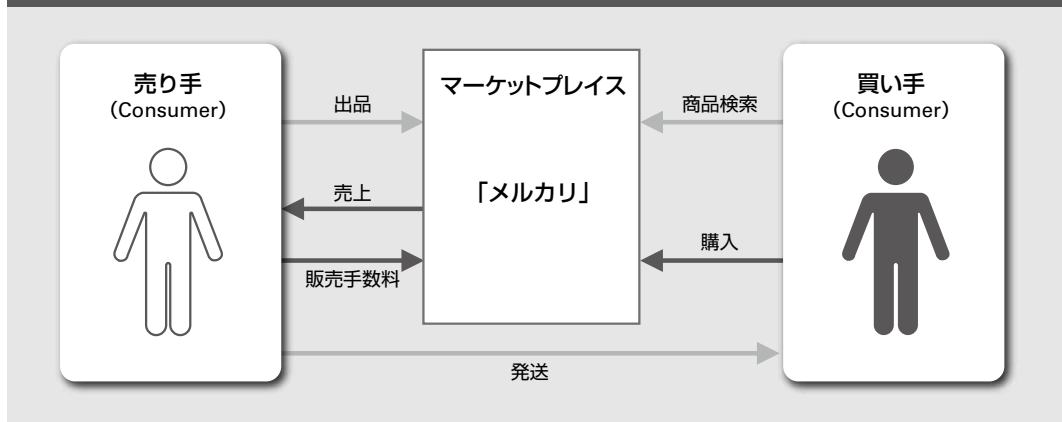 売り手
（Consumer）
出品
売上
販売手数料
マーケットプレイス
「メルカリ」
商品検索
購入
買い手
（Consumer）
発送